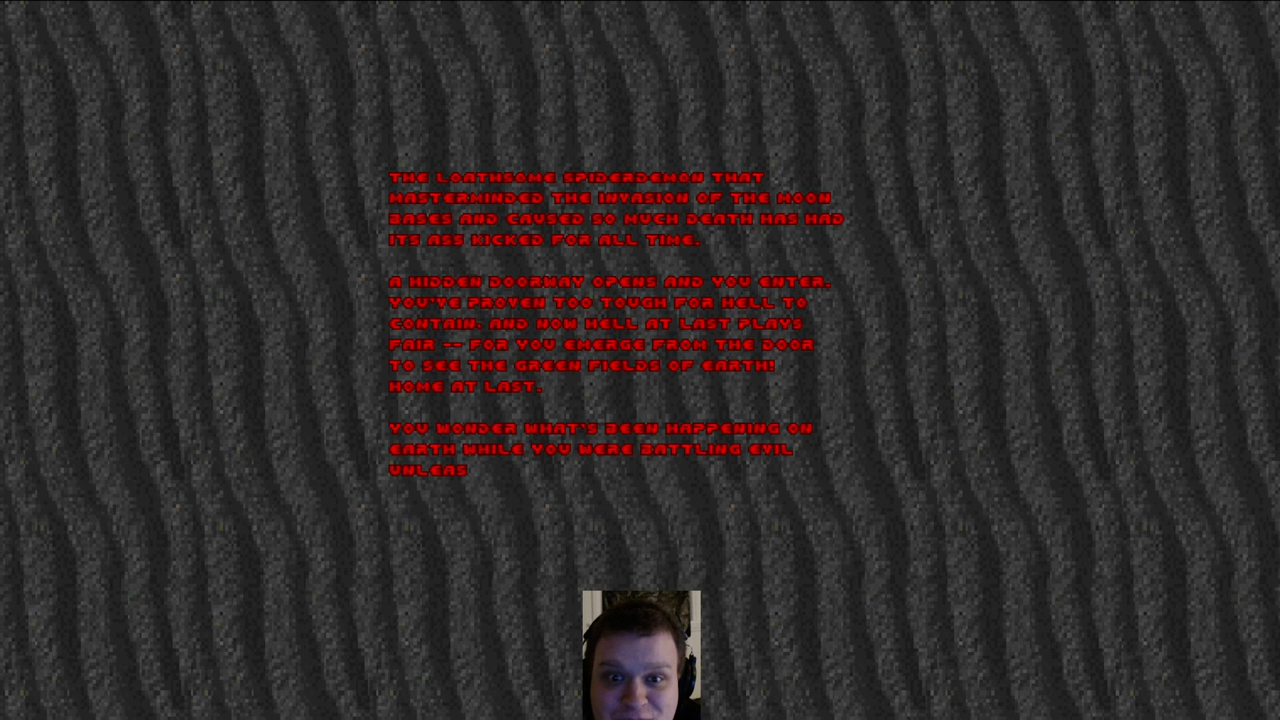 THE LOATHSOME SPIDERDEMON THAT
MASTERMINDED THE INVASION OF THE MOON
BASES AND CAUSED SO MUCH DEATH HAS HAD
ITS ASS KICKED FOR ALL TIME.
A HIDDEN DOORWAY OPENS AND YOU ENTER.
YOU'VE PROVEN TOO TOUGH FOR HELL TO
CONTAIN, AND NOW HELL AT LAST PLAYS
FAIR -- FOR YOU EMERGE FROM THE DOOR
TO SEE THE GREEN FIELDS OF EARTH!
HOME AT LAST.
YOU WONDER WHAT'S BEEN HAPPENING ON
EARTH WHILE YOU WERE BATTLING EVIL
UNLEAS